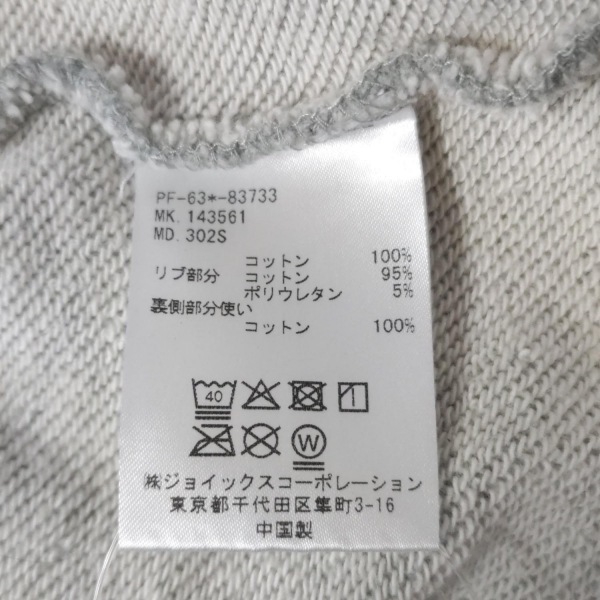 PF-63*-83733
MK. 143561
MD. 302S
コットン 100%
リブ部分 コットン 95%
ポリウレタン 5%
裏側部分使い
コットン 100%
40
W
㈱ジョイックスコーポレーション
東京都千代田区隼町3-16
中国製